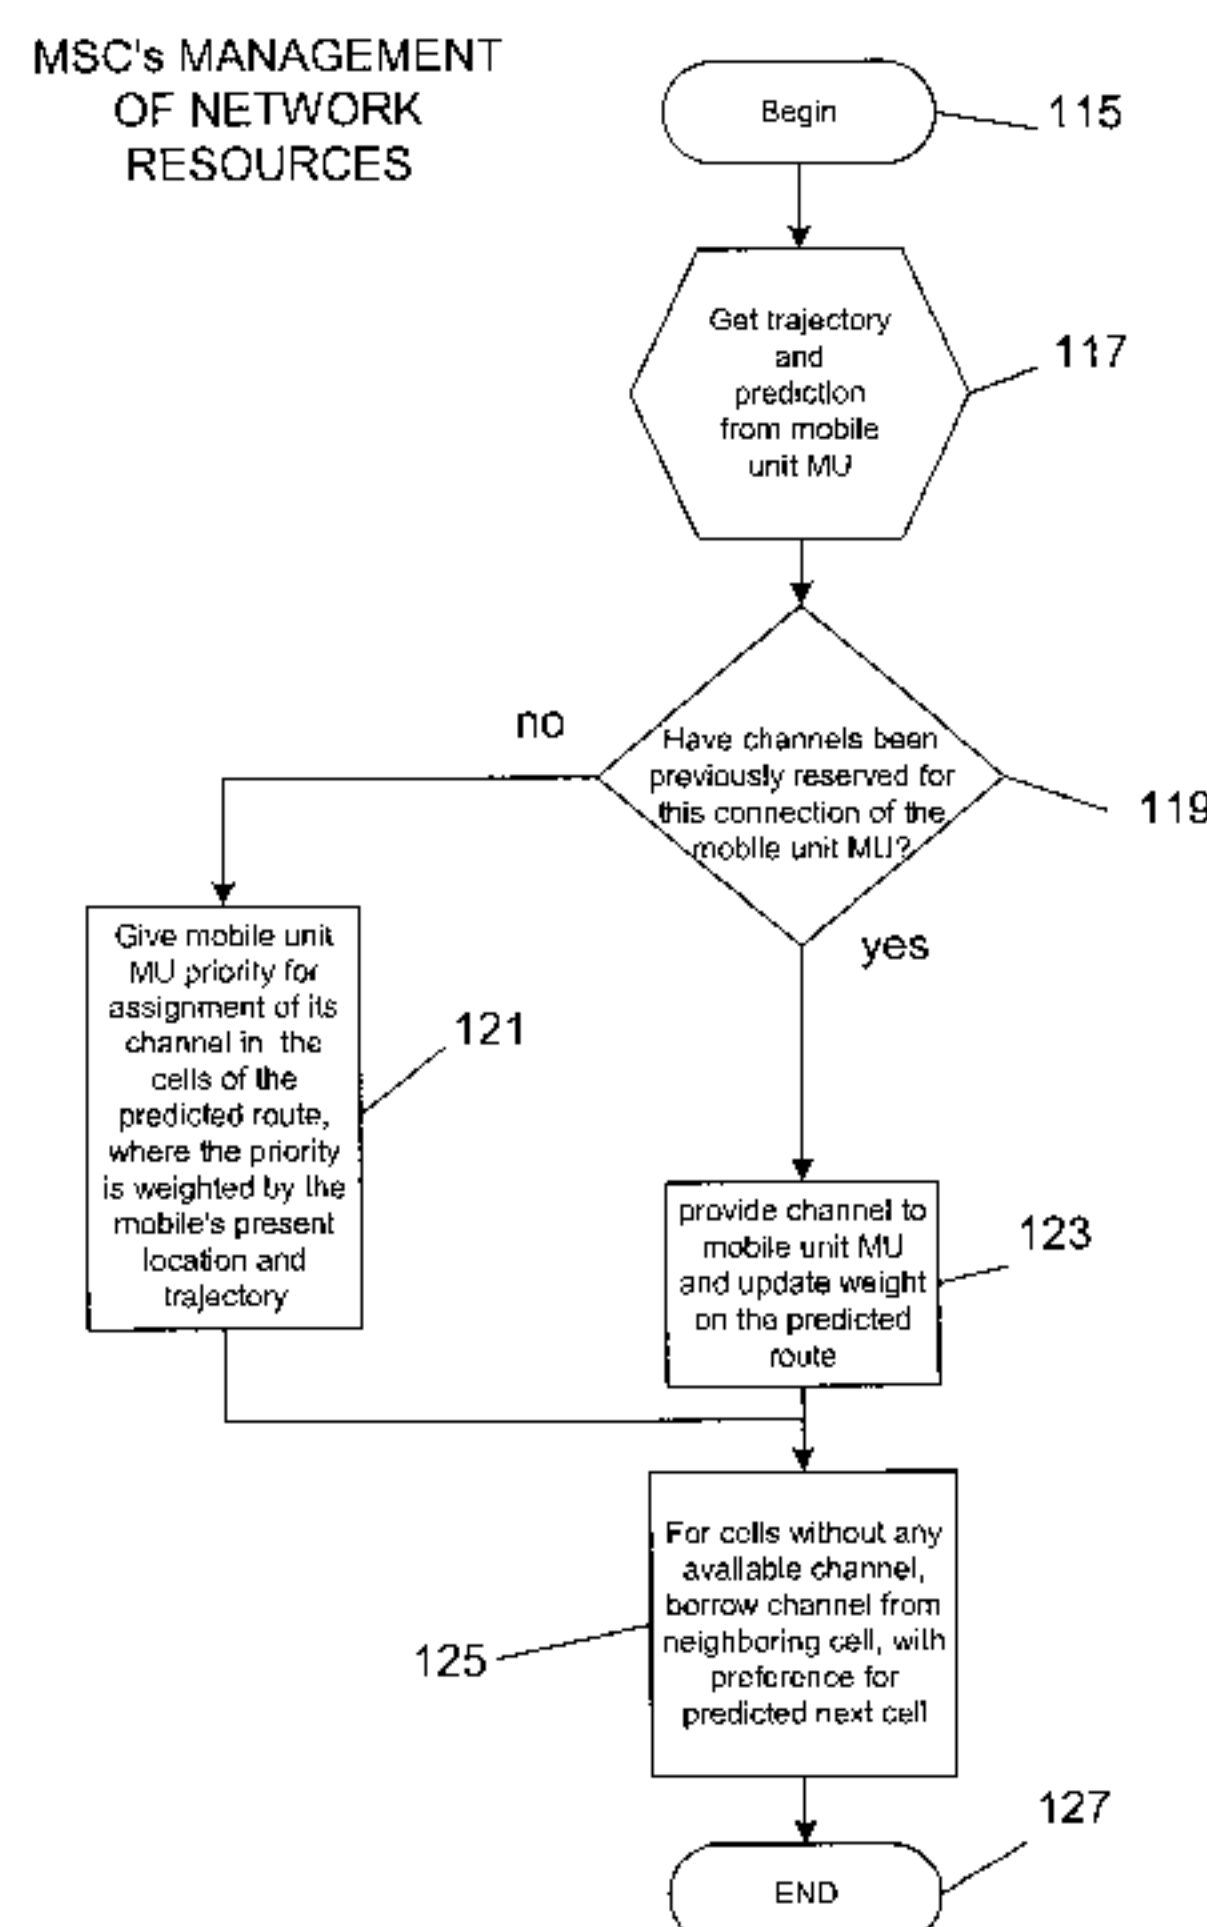 MSC's MANAGEMENT
OF NETWORK
RESOURCES
Begin
115
Get trajectory
and
prediction
from mobile
unit MU
117
no
Have channels been
previously reserved for
this connection of the
mobile unit MU?
119
yes
Give mobile unit
MU priority for
assignment of its
channel in the
cells of the
predicted route,
where the priority
is weighted by the
mobile's present
location and
trajectory
121
provide channel to
mobile unit MU
and update weight
on the predicted
route
123
For cells without any
available channel,
borrow channel from
neighboring cell, with
preference for
predicted next cell
125
127
END